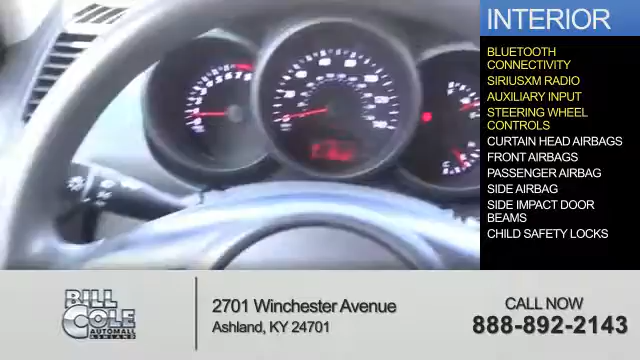 INTERIOR
BLUETOOTH
CONNECTIVITY
SIRIUSXM RADIO
AUXILIARY INPUT
STEERING WHEEL
CONTROLS
CURTAIN HEAD AIRBAGS
FRONT AIRBAGS
PASSENGER AIRBAG
SIDE AIRBAG
SIDE IMPACT DOOR
BEAMS
CHILD SAFETY LOCKS
BILL
COLE
AUTOMALL
ASHLAND
2701 Winchester Avenue
Ashland, KY 24701
CALL NOW
888-892-2143